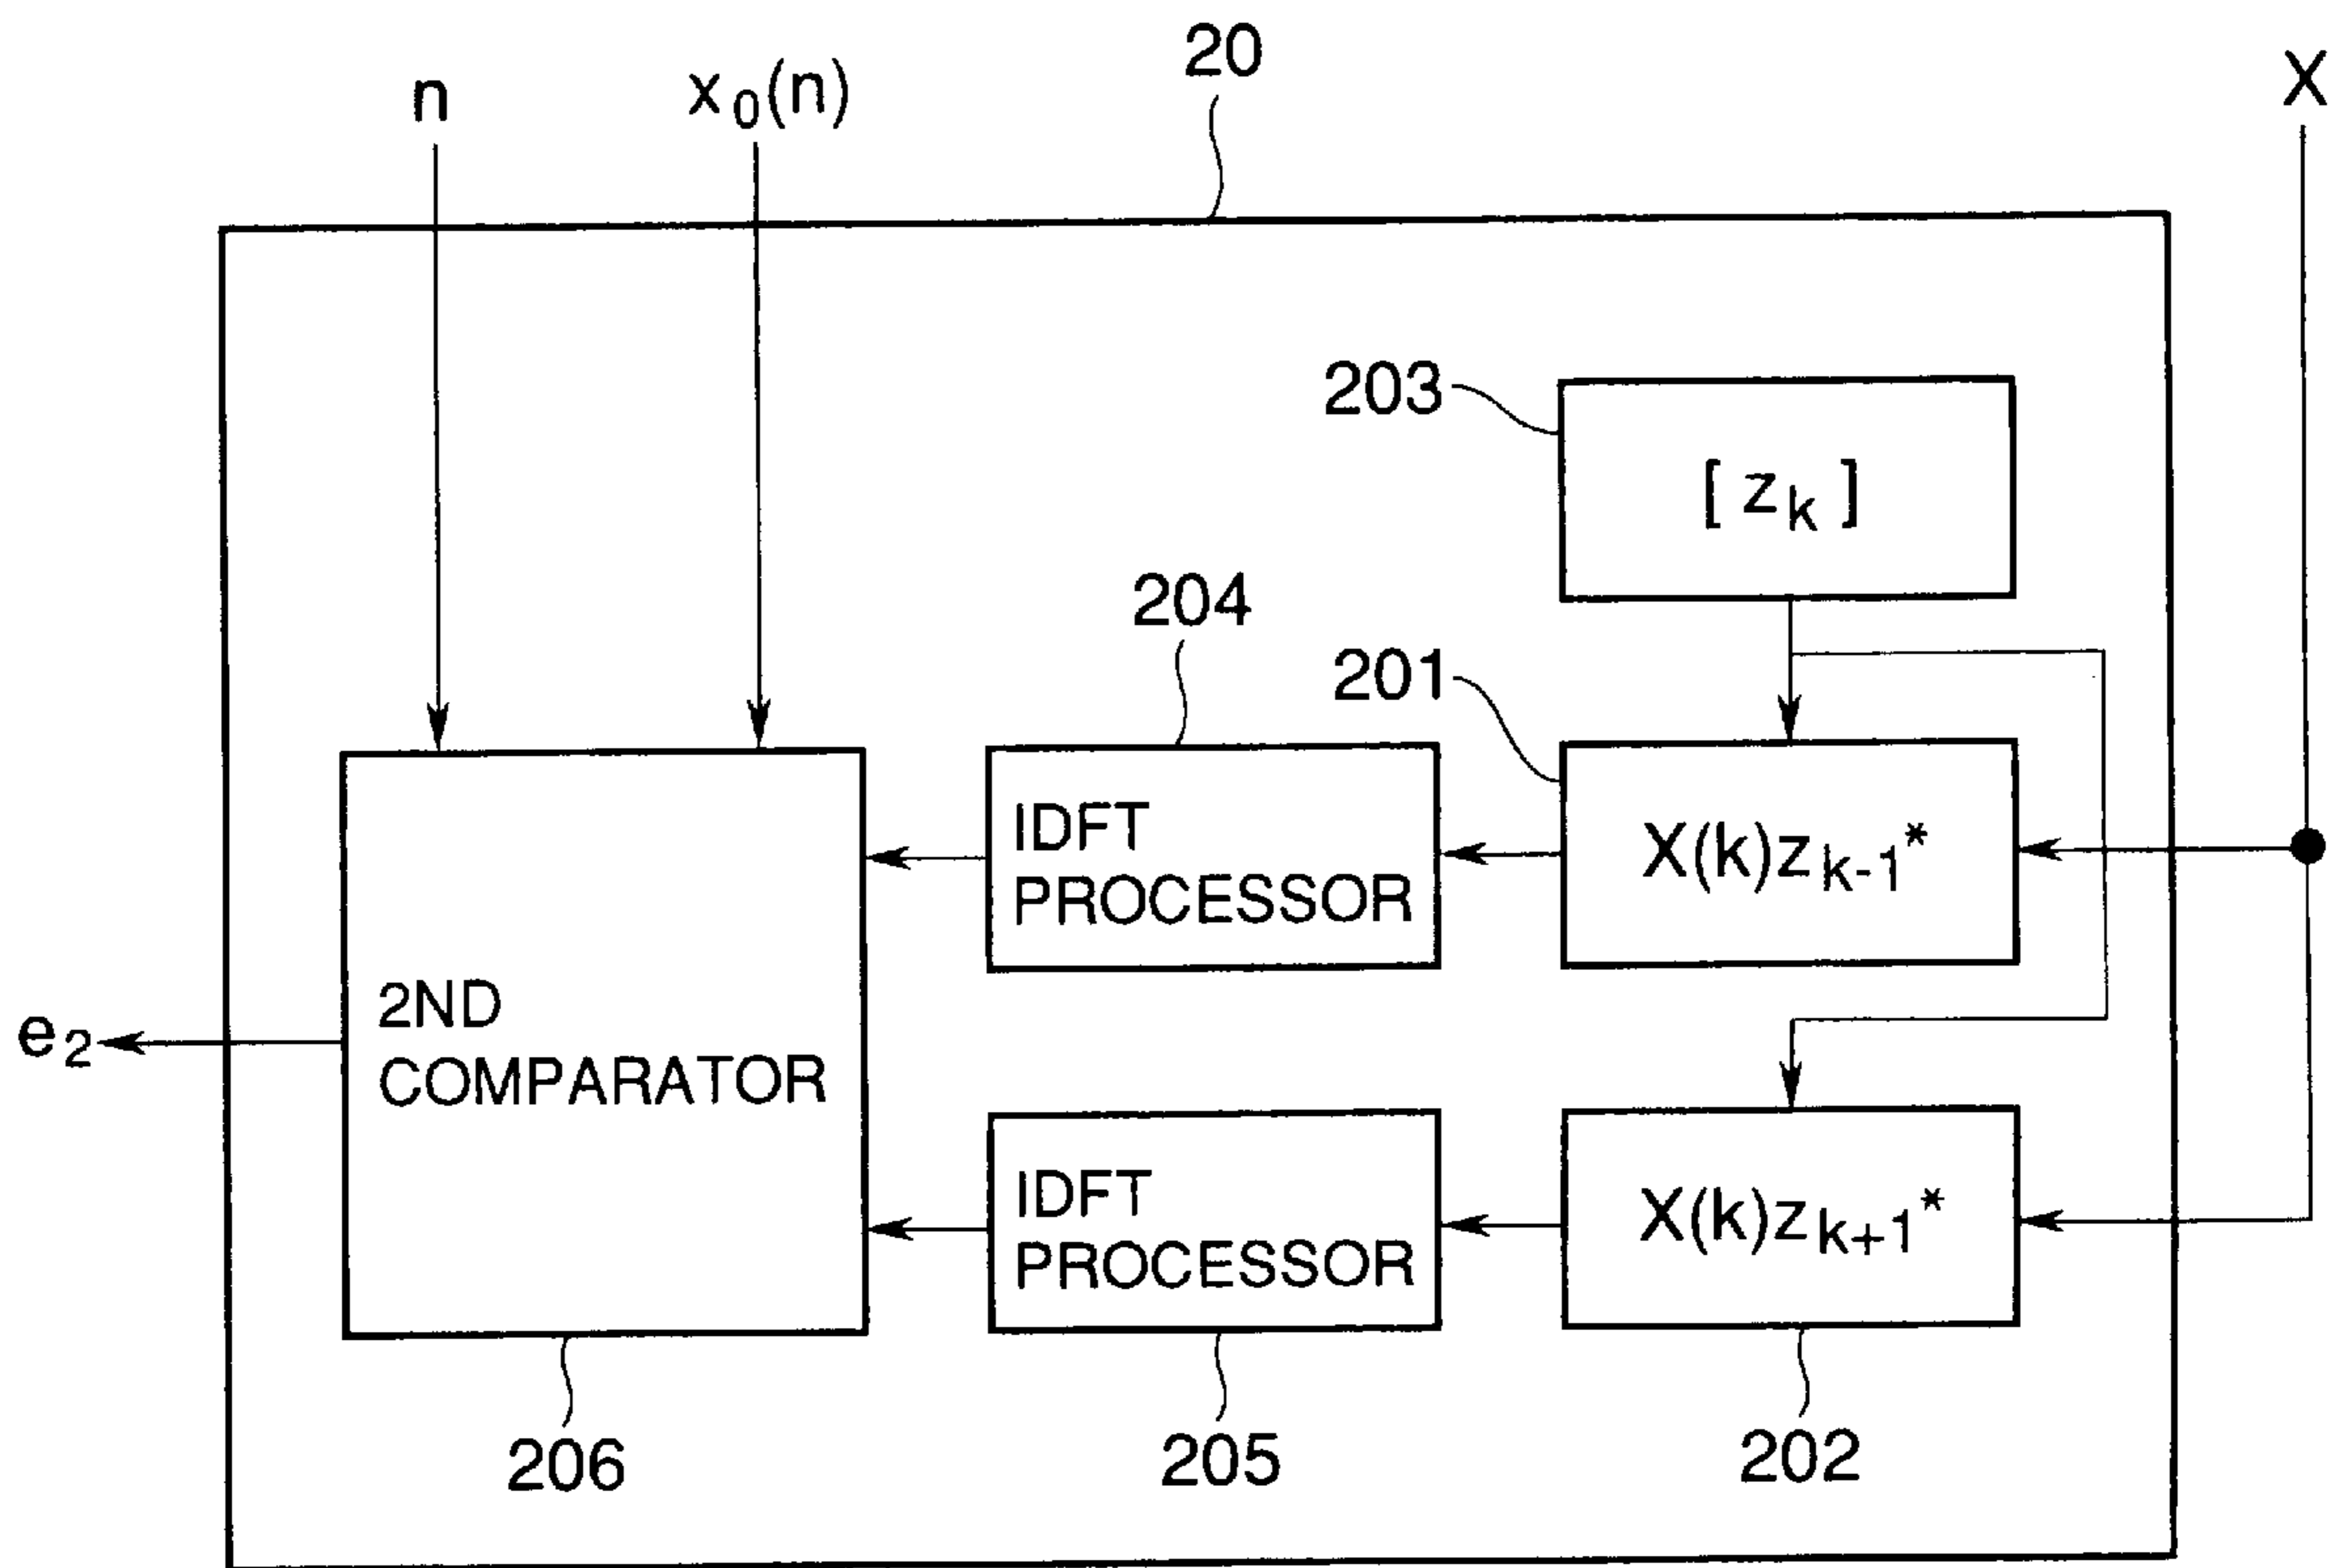 20
n
x₀(n)
X
203
[ zₖ ]
204
201
IDFT
PROCESSOR
X(k)zₖ₋₁*
2ND
COMPARATOR
e₂
IDFT
PROCESSOR
X(k)zₖ₊₁*
206
205
202